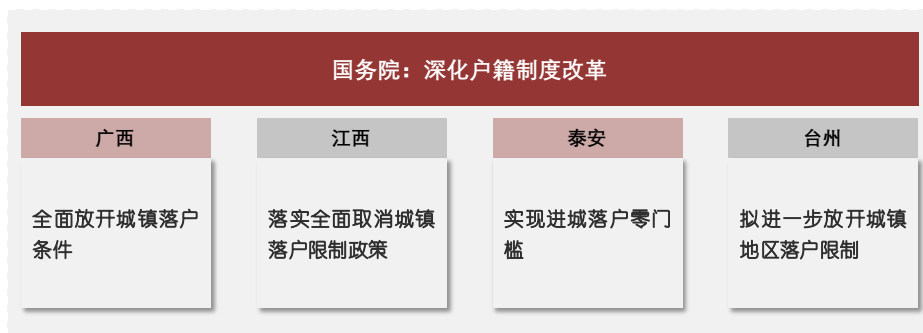 国务院：深化户籍制度改革
广西
全面放开城镇落户
条件
江西
落实全面取消城镇
落户限制政策
泰安
实现进城落户零门
槛
台州
拟进一步放开城镇
地区落户限制